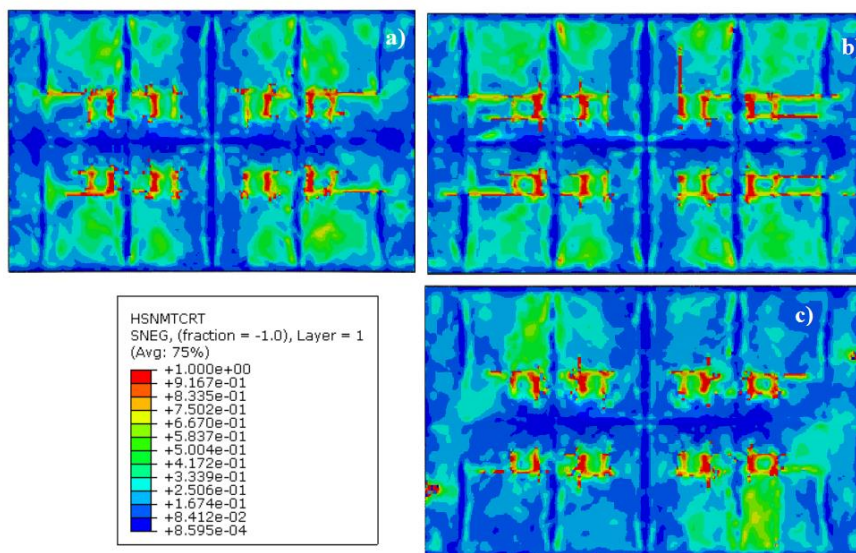 a)
b)
HSNMTCRT
SNEG, (fraction = -1.0), Layer = 1
(Avg: 75%)
+1.000e+00
+9.167e-01
+8.335e-01
+7.502e-01
+6.670e-01
+5.837e-01
+5.004e-01
+4.172e-01
+3.339e-01
+2.506e-01
+1.674e-01
+8.412e-02
+8.595e-04
c)